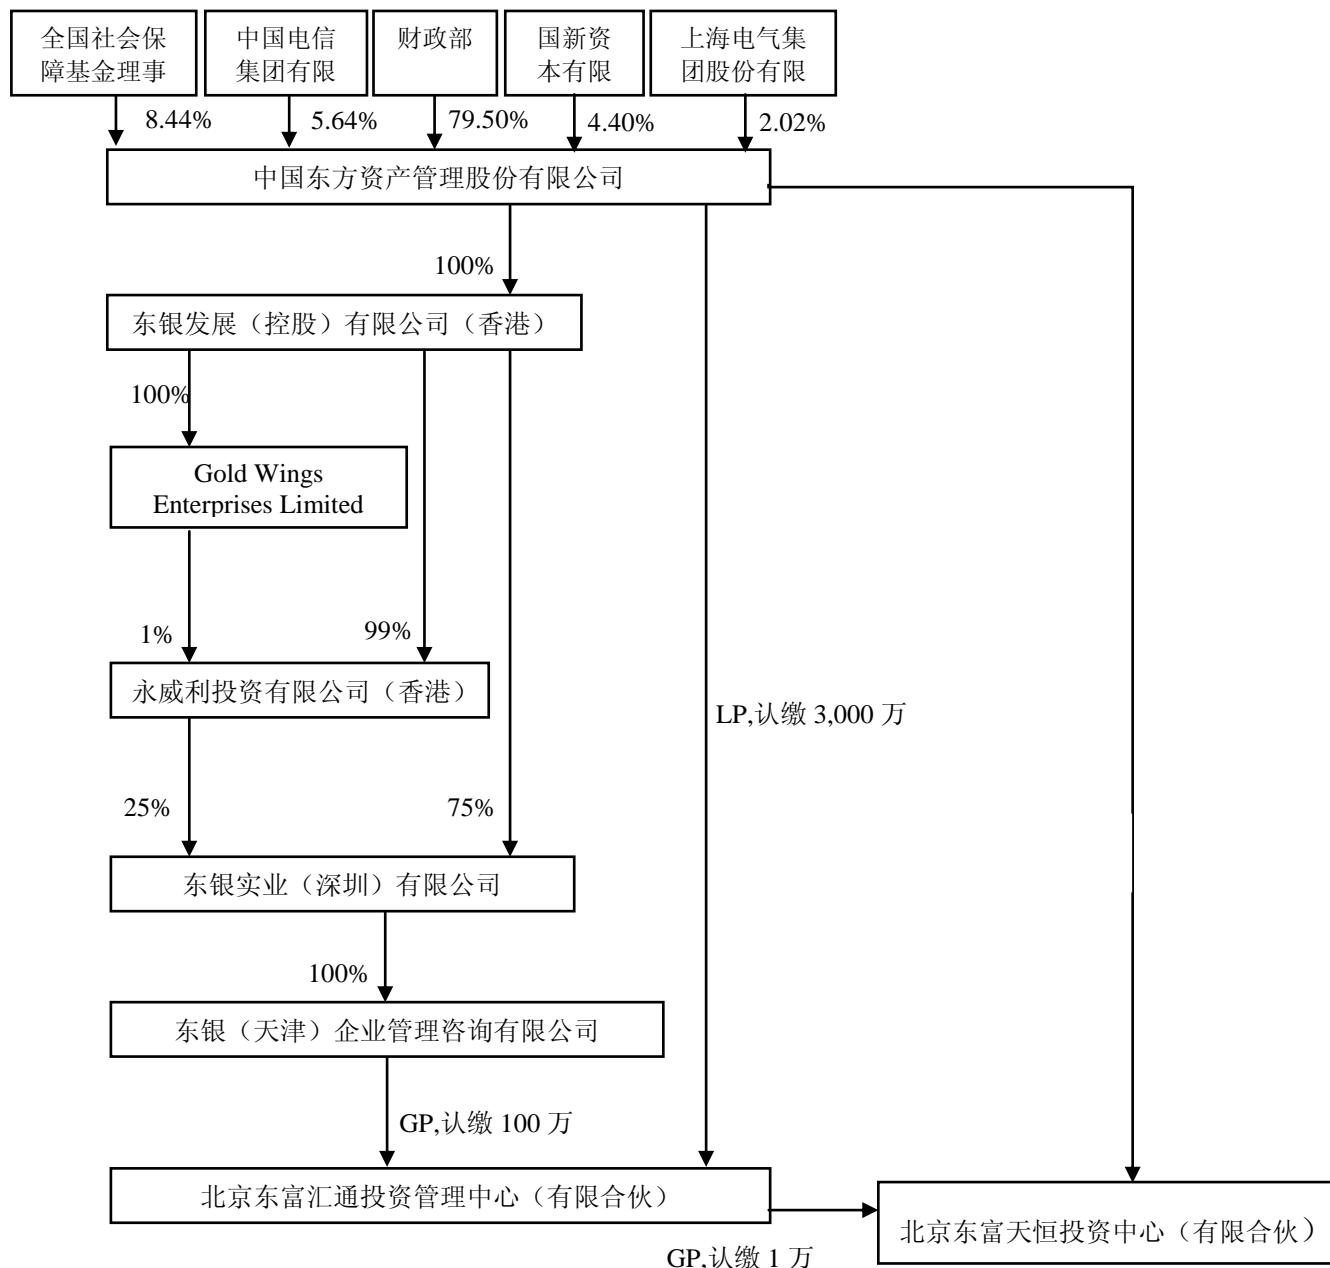 全国社会保
障基金理事
中国电信
集团有限
财政部
国新资
本有限
上海电气集
团股份有限
8.44%
5.64%
79.50%
4.40%
2.02%
中国东方资产管理股份有限公司
100%
东银发展（控股）有限公司（香港）
100%
Gold Wings
Enterprises Limited
1%
99%
永威利投资有限公司（香港）
LP,认缴 3,000 万
25%
75%
东银实业（深圳）有限公司
100%
东银（天津）企业管理咨询有限公司
GP,认缴 100 万
北京东富汇通投资管理中心（有限合伙）
北京东富天恒投资中心（有限合伙）
GP,认缴 1 万